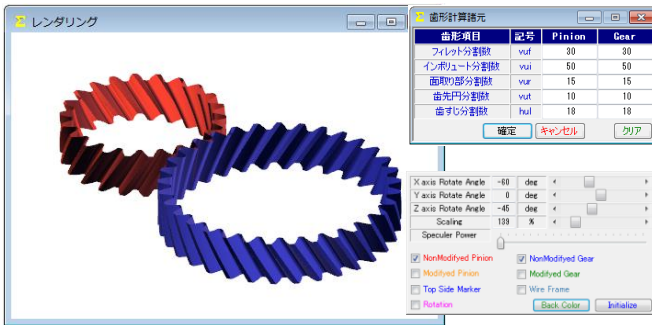 Σ レンダリング
Σ 歯形計算諸元
歯形項目 記号 Pinion Gear
フィレット分割数 vuf 30 30
インボリュート分割数 vui 50 50
面取り部分割数 vur 15 15
歯先円分割数 vut 10 10
歯すじ分割数 hul 18 18
確定 キャンセル クリア
X axis Rotate Angle -60 deg
Y axis Rotate Angle 0 deg
Z axis Rotate Angle -45 deg
Scaling 139 %
Speculer Power
NonModifyed Pinion NonModifyed Gear
Modifyed Pinion Modifyed Gear
Top Side Marker Wire Frame
Rotation Back Color Initialize